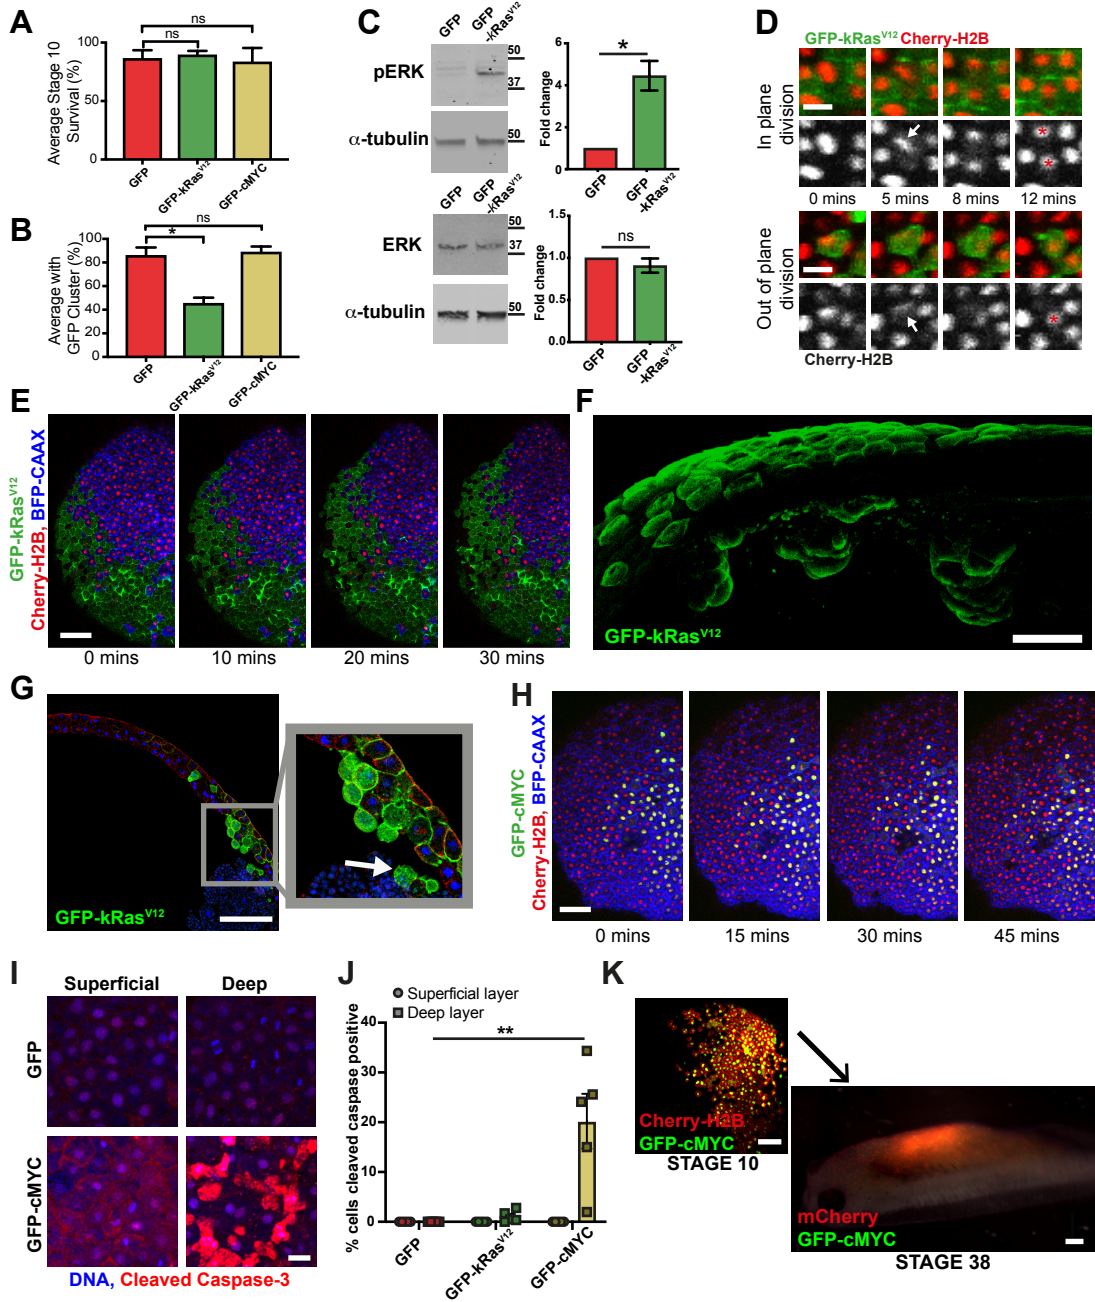 A
Average Stage 10
Survival (%)
100
50
0
ns
ns
GFP
GFP-kRasV12
GFP-cMYC
B
Average with
GFP Cluster (%)
100
80
60
40
20
0
ns
*
GFP
GFP-kRasV12
GFP-cMYC
C
GFP
GFP
-kRasV12
pERK
50
37
α-tubulin
50
Fold change
6
4
2
0
*
GFP
GFP
-kRasV12
GFP
GFP
-kRasV12
ERK
50
37
α-tubulin
50
Fold change
1.5
1.0
0.5
0.0
ns
GFP
GFP
-kRasV12
D
GFP-kRasV12 Cherry-H2B
In plane
division
* *
0 mins 5 mins 8 mins 12 mins
Out of plane
division
*
Cherry-H2B
E
GFP-kRasV12
Cherry-H2B, BFP-CAAX
0 mins 10 mins 20 mins 30 mins
F
GFP-kRasV12
G
GFP-kRasV12
H
GFP-cMYC
Cherry-H2B, BFP-CAAX
0 mins 15 mins 30 mins 45 mins
I
Superficial Deep
GFP
GFP-cMYC
DNA, Cleaved Caspase-3
J
Superficial layer
Deep layer
% cells cleaved caspase positive
40
30
20
10
0
**
GFP
GFP-kRasV12
GFP-cMYC
K
Cherry-H2B
GFP-cMYC
STAGE 10
mCherry
GFP-cMYC
STAGE 38